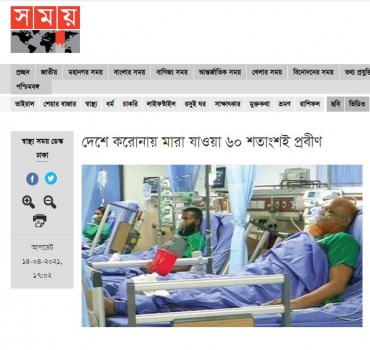 সময়
প্রচ্ছদ জাতীয় মহানগর সময় বাংলার সময় বাণিজ্য সময় আন্তর্জাতিক সময় খেলার সময় বিনোদনের সময় তথ্য প্রযুক্তি
পশ্চিমবঙ্গ
ভাইরাল শেয়ার বাজার স্বাস্থ্য ধর্ম চাকরি লাইফস্টাইল রসুই ঘর সাক্ষাৎকার মুক্তকথা ভ্রমণ রাশিফল ছবি ভিডিও
স্বাস্থ্য সময় ডেস্ক
ঢাকা
দেশে করোনায় মারা যাওয়া ৬০ শতাংশই প্রবীণ
আপডেট
১৪-০৪-২০২১,
১৭:০২